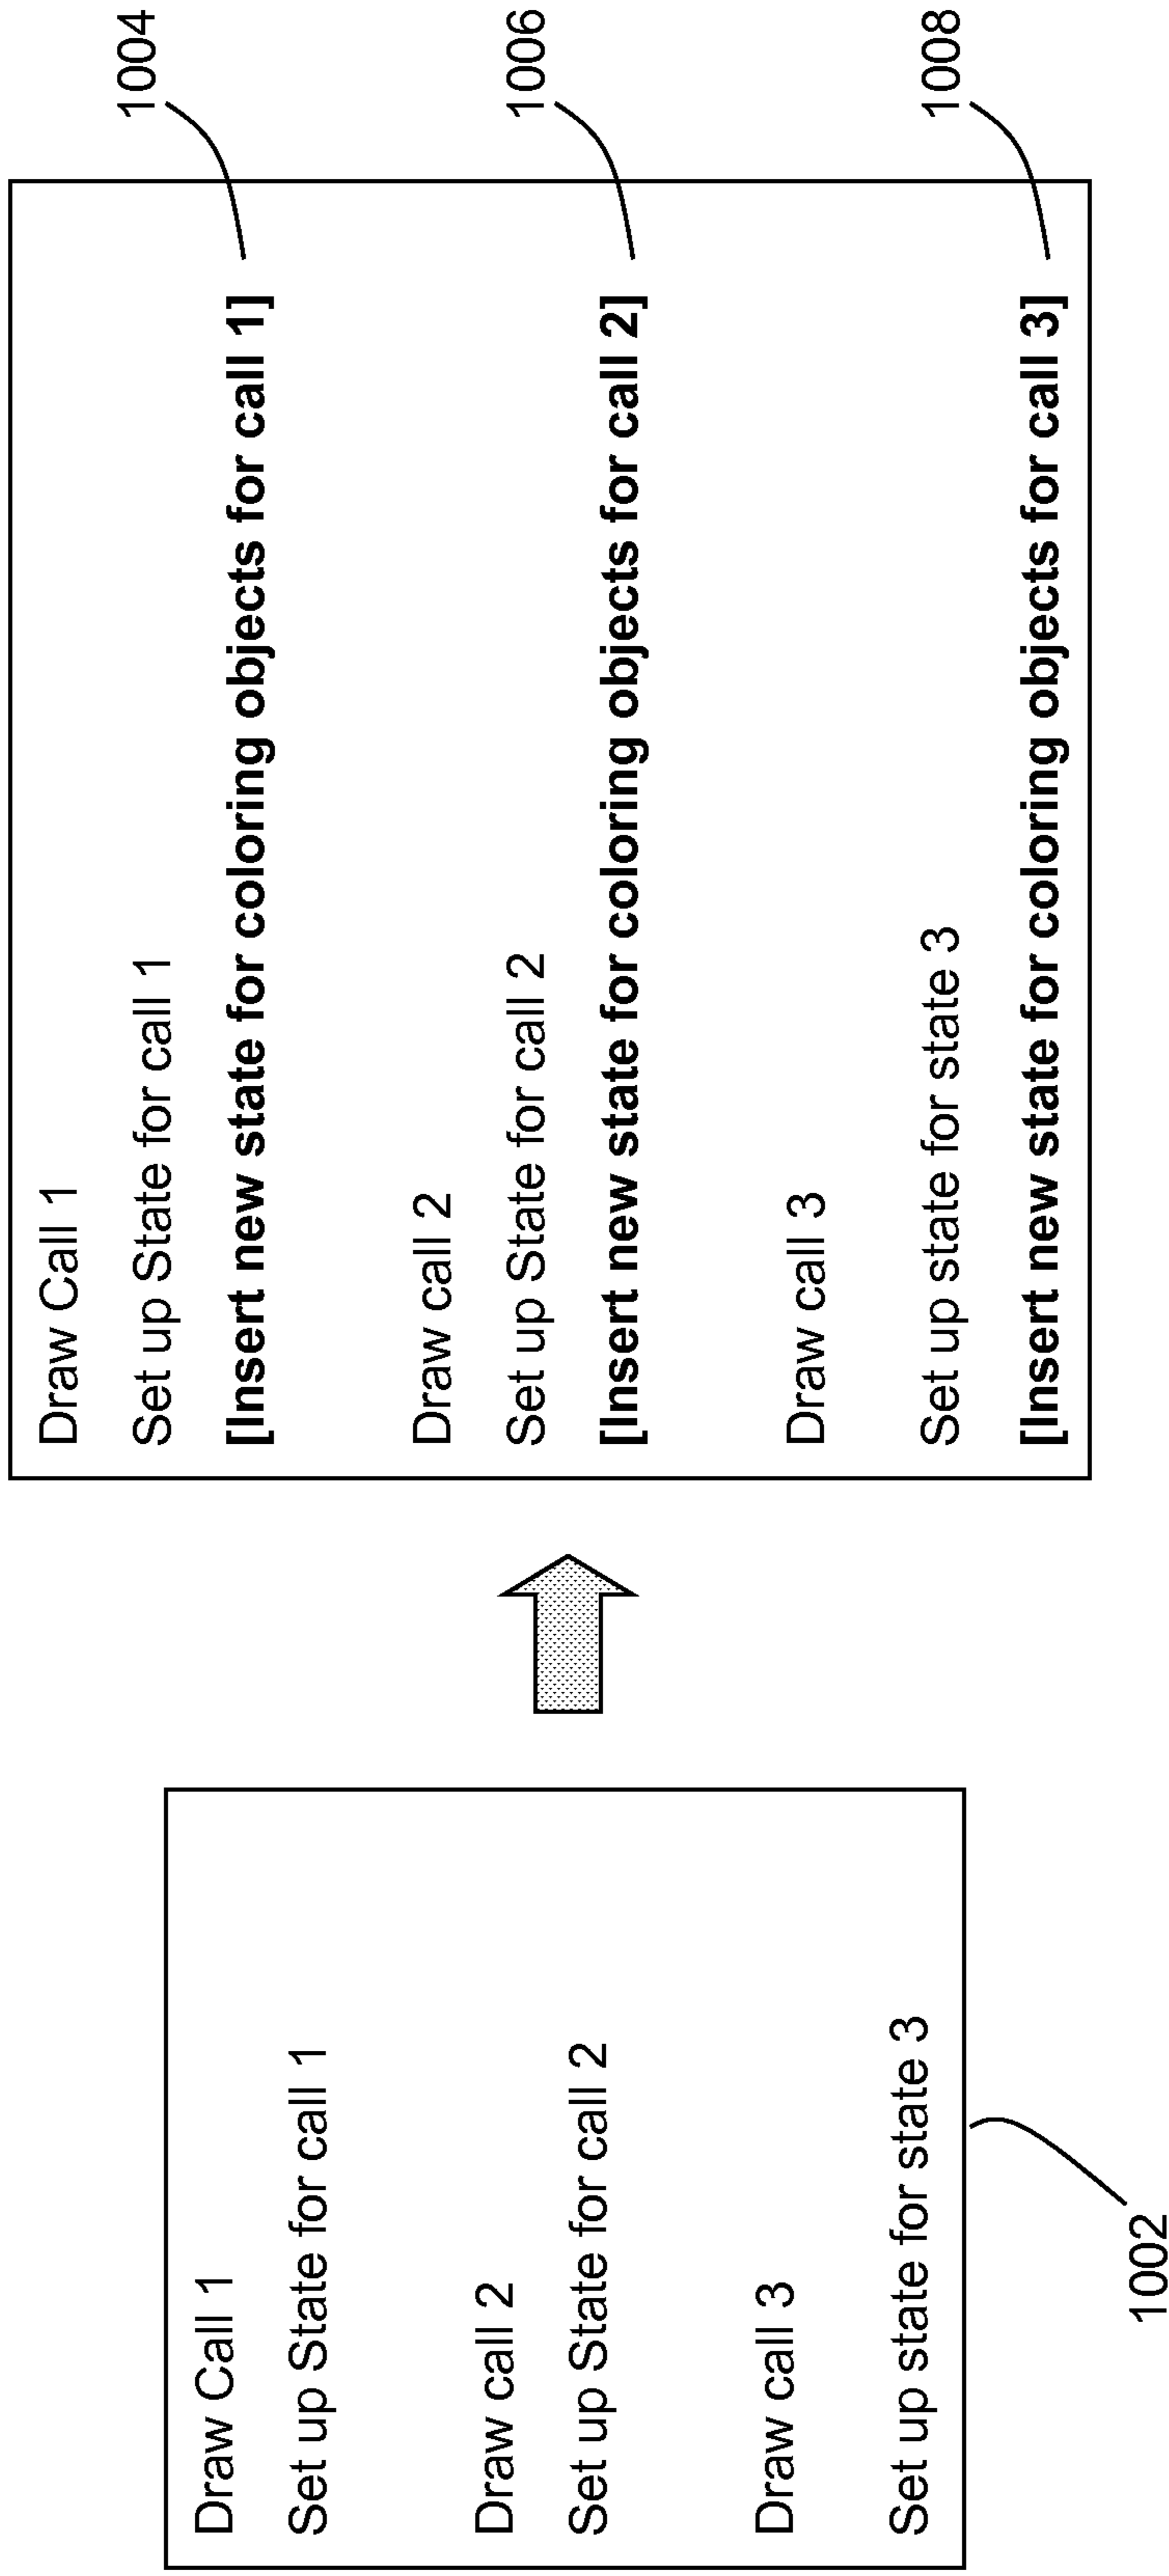 Draw Call 1
Set up State for call 1
Draw call 2
Set up State for call 2
Draw call 3
Set up state for state 3
1002
Draw Call 1
Set up State for call 1
[Insert new state for coloring objects for call 1]
1004
Draw call 2
Set up State for call 2
[Insert new state for coloring objects for call 2]
1006
Draw call 3
Set up state for state 3
[Insert new state for coloring objects for call 3]
1008